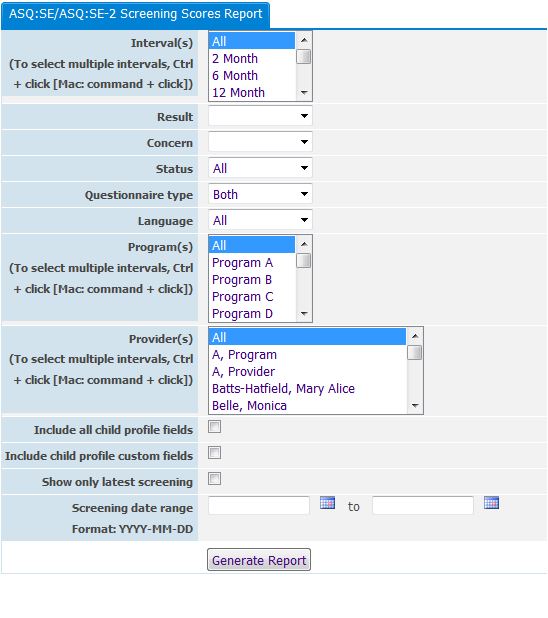 ASQ:SE/ASQ:SE-2 Screening Scores Report
Interval(s)
(To select multiple intervals, Ctrl
+ click [Mac: command + click])
All
2 Month
6 Month
12 Month
Result
Concern
Status
All
Questionnaire type
Both
Language
All
Program(s)
(To select multiple intervals, Ctrl
+ click [Mac: command + click])
All
Program A
Program B
Program C
Program D
Provider(s)
(To select multiple intervals, Ctrl
+ click [Mac: command + click])
All
A, Program
A, Provider
Batts-Hatfield, Mary Alice
Belle, Monica
Include all child profile fields
Include child profile custom fields
Show only latest screening
Screening date range
Format: YYYY-MM-DD
to
Generate Report